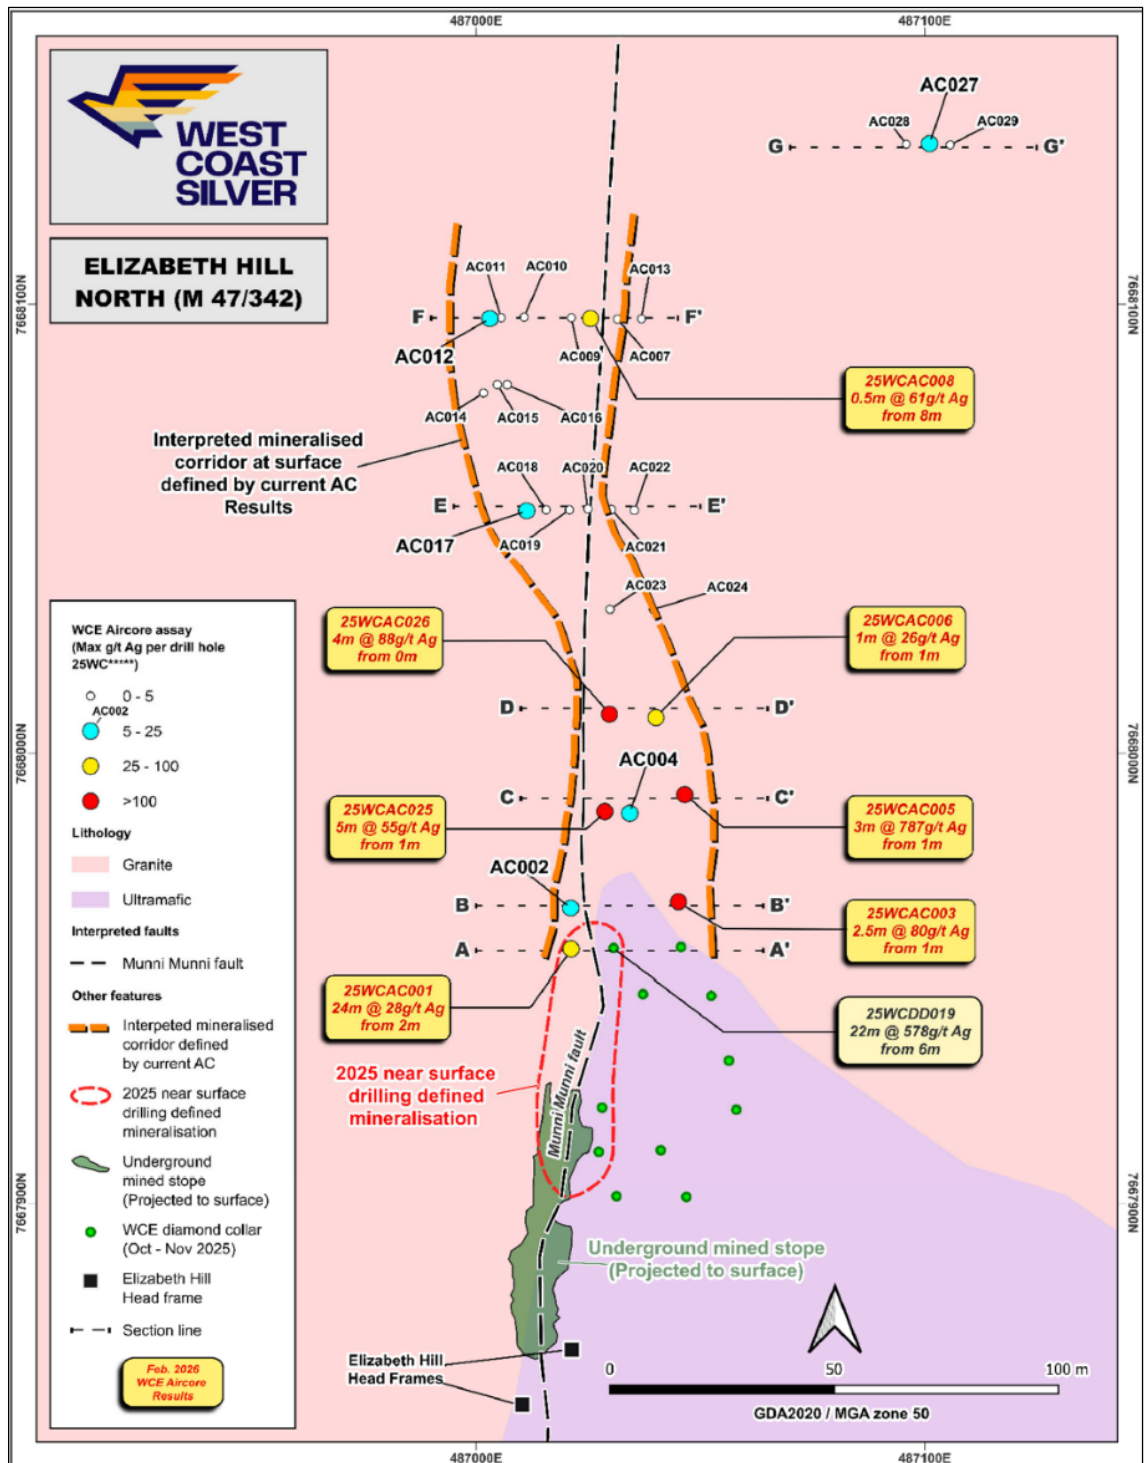 487000E
487100E
WEST
COAST
SILVER
ELIZABETH HILL
NORTH (M 47/342)
AC027
AC028
AC029
G
G'
7668100N
7668100N
AC011
AC010
AC013
F
F'
AC012
AC009
AC007
25WCAC008
0.5m @ 61g/t Ag
from 8m
AC014
AC015
AC016
Interpreted mineralised
corridor at surface
defined by current AC
Results
AC018
AC020
AC022
E
E'
AC017
AC019
AC021
AC023
AC024
25WCAC026
4m @ 88g/t Ag
from 0m
25WCAC006
1m @ 26g/t Ag
from 1m
D
D'
7668000N
7668000N
AC004
C
C'
25WCAC025
5m @ 55g/t Ag
from 1m
25WCAC005
3m @ 787g/t Ag
from 1m
AC002
B
B'
25WCAC003
2.5m @ 80g/t Ag
from 1m
A
A'
25WCAC001
24m @ 28g/t Ag
from 2m
25WCDD019
22m @ 578g/t Ag
from 6m
2025 near surface
drilling defined
mineralisation
Munni Munni fault
7667900N
7667900N
Underground mined stope
(Projected to surface)
Elizabeth Hill
Head Frames
0
50
100 m
GDA2020 / MGA zone 50
WCE Aircore assay
(Max g/t Ag per drill hole
25WC*****)
0 - 5
AC002
5 - 25
25 - 100
>100
Lithology
Granite
Ultramafic
Interpreted faults
Munni Munni fault
Other features
Interpeted mineralised
corridor defined
by current AC
2025 near surface
drilling defined
mineralisation
Underground
mined stope
(Projected to surface)
WCE diamond collar
(Oct - Nov 2025)
Elizabeth Hill
Head frame
Section line
Feb. 2026
WCE Aircore
Results
487000E
487100E